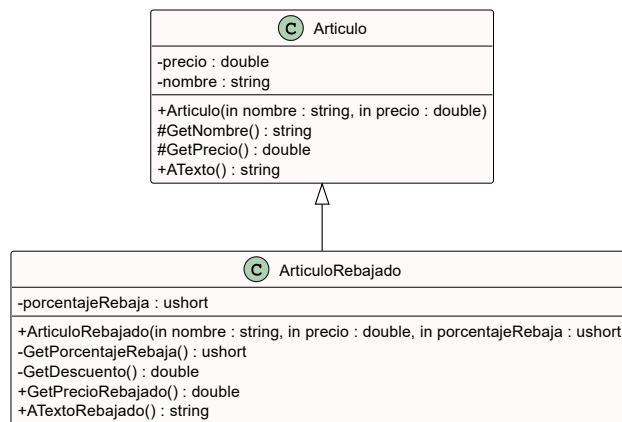 C Articulo
-precio : double
-nombre : string
+Articulo(in nombre : string, in precio : double)
#GetNombre() : string
#GetPrecio() : double
+ATexto() : string
C ArticuloRebajado
-porcentajeRebaja : ushort
+ArticuloRebajado(in nombre : string, in precio : double, in porcentajeRebaja : ushort
-GetPorcentajeRebaja() : ushort
-GetDescuento() : double
+GetPrecioRebajado() : double
+ATextoRebajado() : string